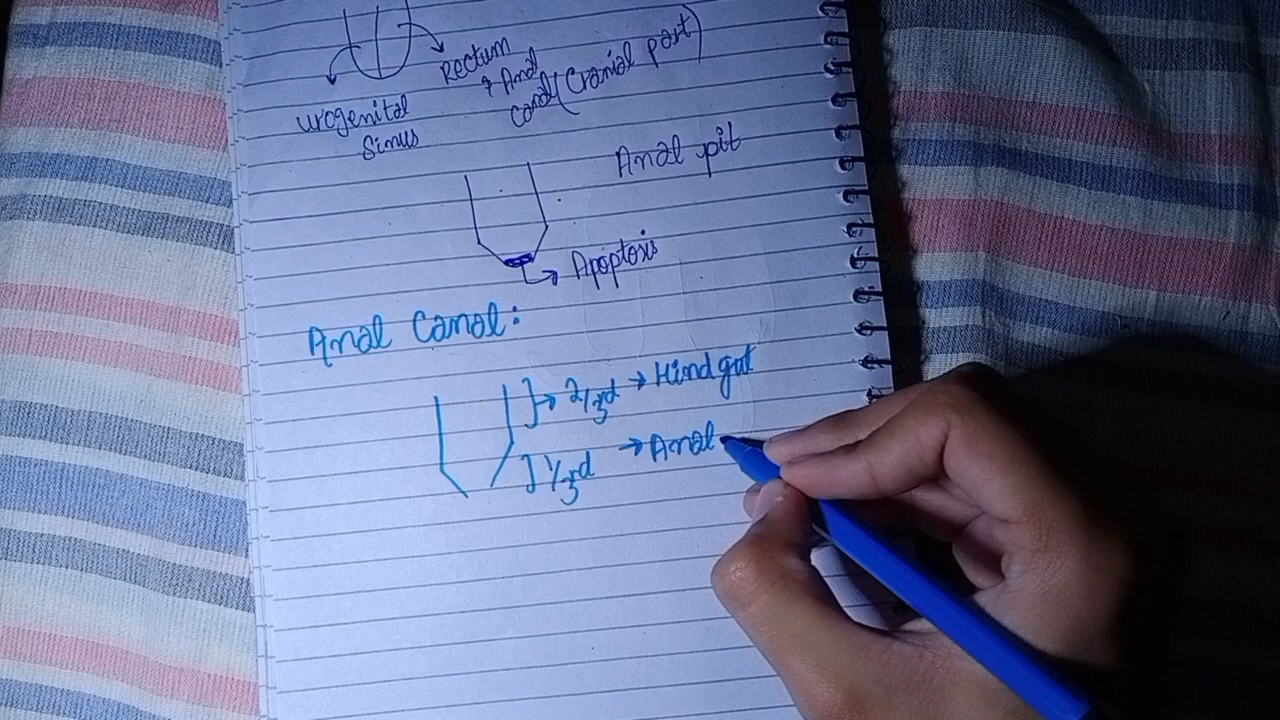 Rectum
& Anal
Canal (Cranial part)
Urogenital
Sinus
Anal pit
Apoptosis
Anal Canal:
} → 2/3rd → Hind gut
] 1/3rd → Anal